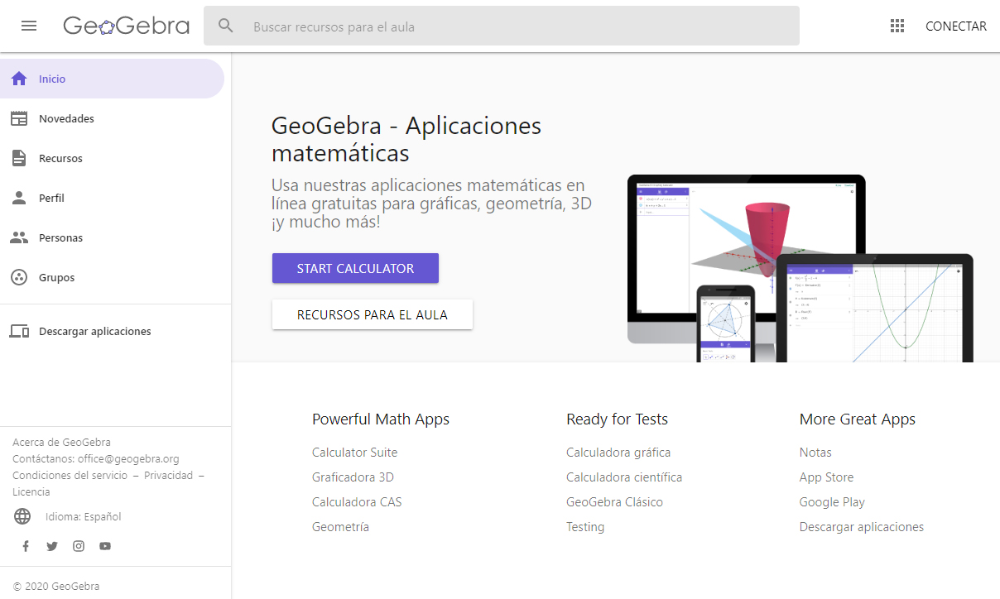 GeoGebra
Buscar recursos para el aula
CONECTAR
Inicio
Novedades
Recursos
Perfil
Personas
Grupos
Descargar aplicaciones
Acerca de GeoGebra
Contáctanos: office@geogebra.org
Condiciones del servicio – Privacidad –
Licencia
Idioma: Español
© 2020 GeoGebra
GeoGebra - Aplicaciones
matemáticas
Usa nuestras aplicaciones matemáticas en
línea gratuitas para gráficas, geometría, 3D
¡y mucho más!
START CALCULATOR
RECURSOS PARA EL AULA
Powerful Math Apps
Calculator Suite
Graficadora 3D
Calculadora CAS
Geometría
Ready for Tests
Calculadora gráfica
Calculadora científica
GeoGebra Clásico
Testing
More Great Apps
Notas
App Store
Google Play
Descargar aplicaciones